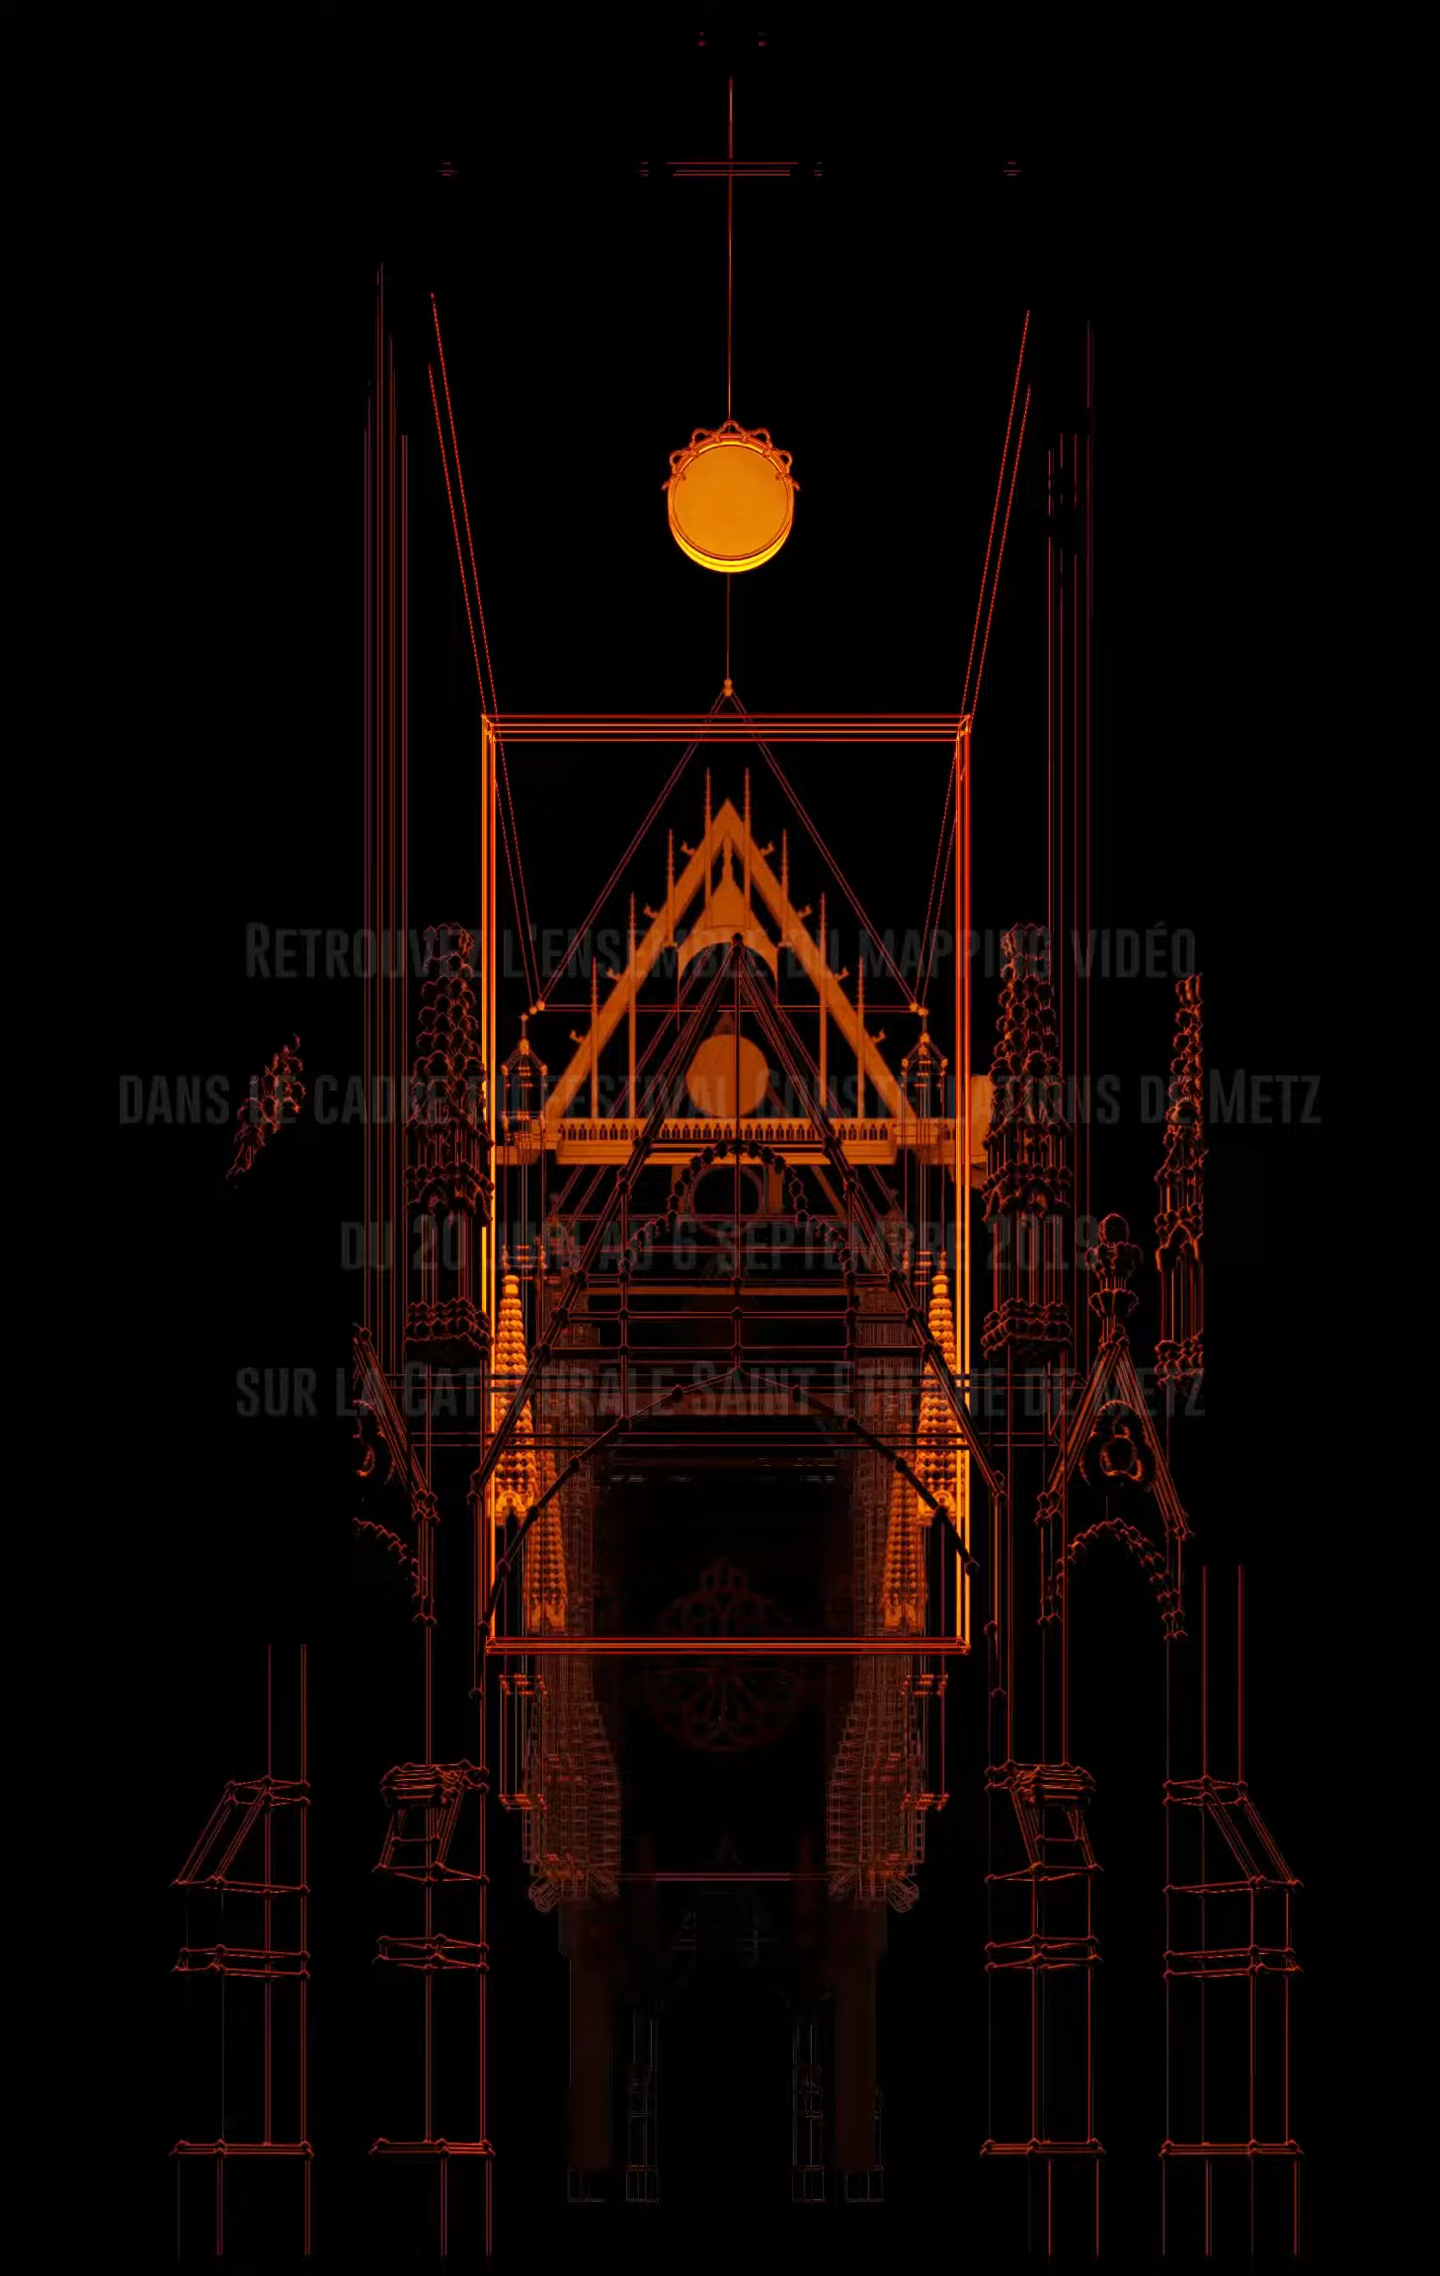 Retrouvez l'ensemble du mapping vidéo
dans le cadre du festival Constellations de Metz
du 20 juin au 6 septembre 2019
sur la Cathédrale Saint Etienne de Metz